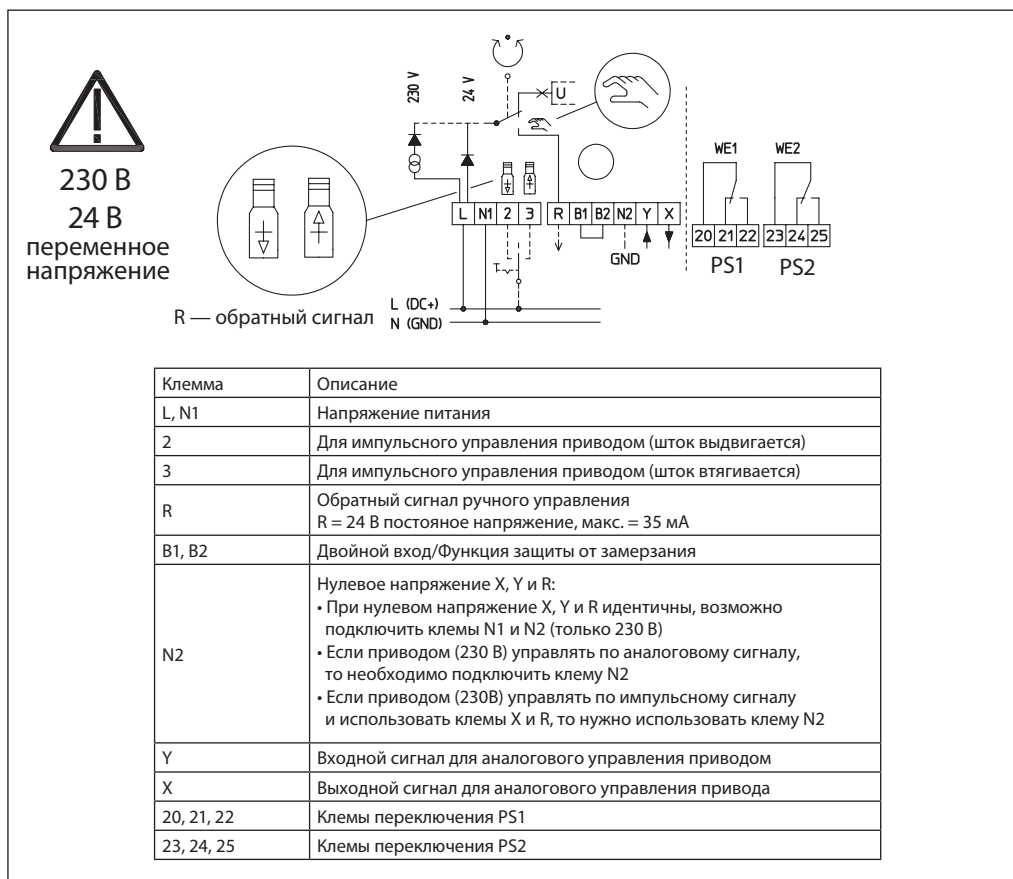 230 В
24 В
переменное
напряжение
230 V
24 V
U
L N1 2 3 R B1 B2 N2 Y X
GND
WE1 WE2
20 21 22 23 24 25
PS1 PS2
R — обратный сигнал
L (DC+)
N (GND)
Клемма Описание
L, N1 Напряжение питания
2 Для импульсного управления приводом (шток выдвигается)
3 Для импульсного управления приводом (шток втягивается)
R Обратный сигнал ручного управления
R = 24 В постояное напряжение, макс. = 35 мА
B1, B2 Двойной вход/Функция защиты от замерзания
N2
Нулевое напряжение X, Y и R:
• При нулевом напряжение X, Y и R идентичны, возможно
подключить клемы N1 и N2 (только 230 В)
• Если приводом (230 В) управлять по аналоговому сигналу,
то необходимо подключить клему N2
• Если приводом (230В) управлять по импульсному сигналу
и использовать клемы X и R, то нужно использовать клему N2
Y Входной сигнал для аналогового управления приводом
X Выходной сигнал для аналогового управления привода
20, 21, 22 Клемы переключения PS1
23, 24, 25 Клемы переключения PS2